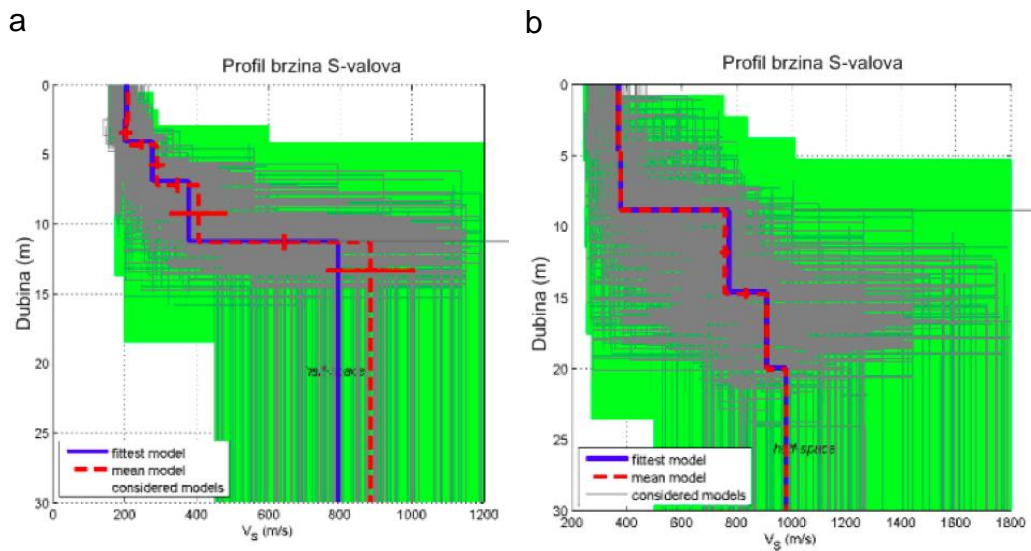 a
Profil brzina S-valova
Dubina (m)
0
5
10
15
20
25
30
half-space
fittest model
mean model
considered models
0
200
400
600
800
1000
1200
Vs (m/s)
b
Profil brzina S-valova
Dubina (m)
0
5
10
15
20
25
30
half-space
fittest model
mean model
considered models
200
400
600
800
1000
1200
1400
1600
1800
Vs (m/s)